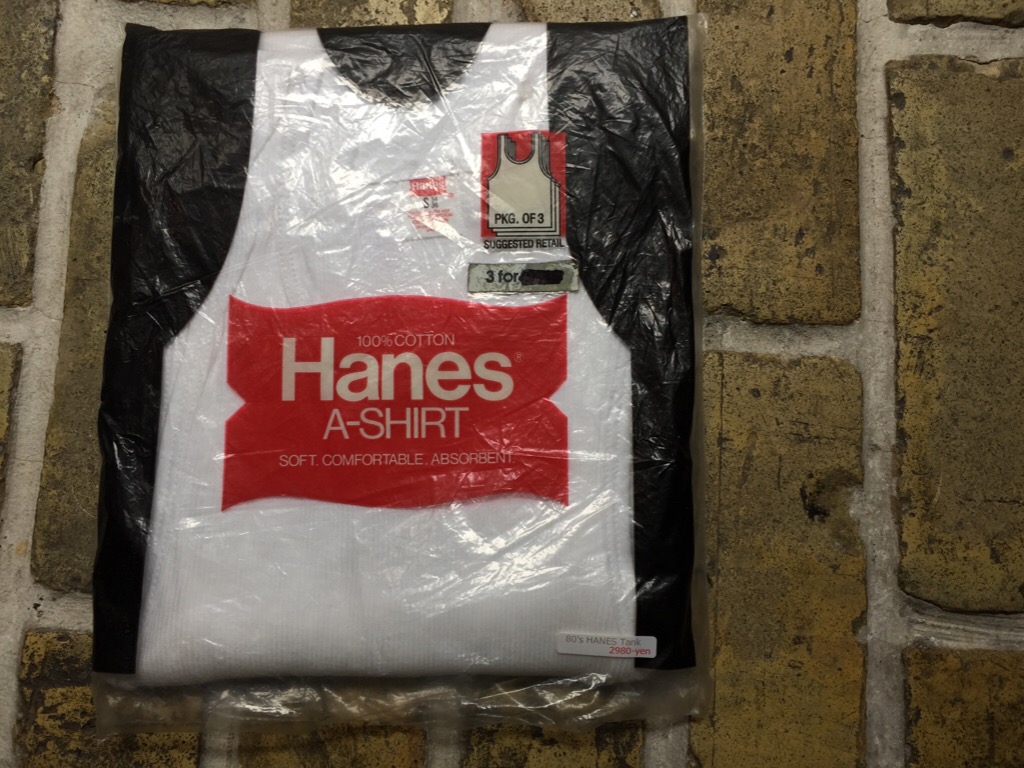 Hanes
S
PKG. OF 3
SUGGESTED RETAIL
3 for
100% COTTON
Hanes®
A-SHIRT
SOFT. COMFORTABLE. ABSORBENT.
80's HANES Tank
2980-yen